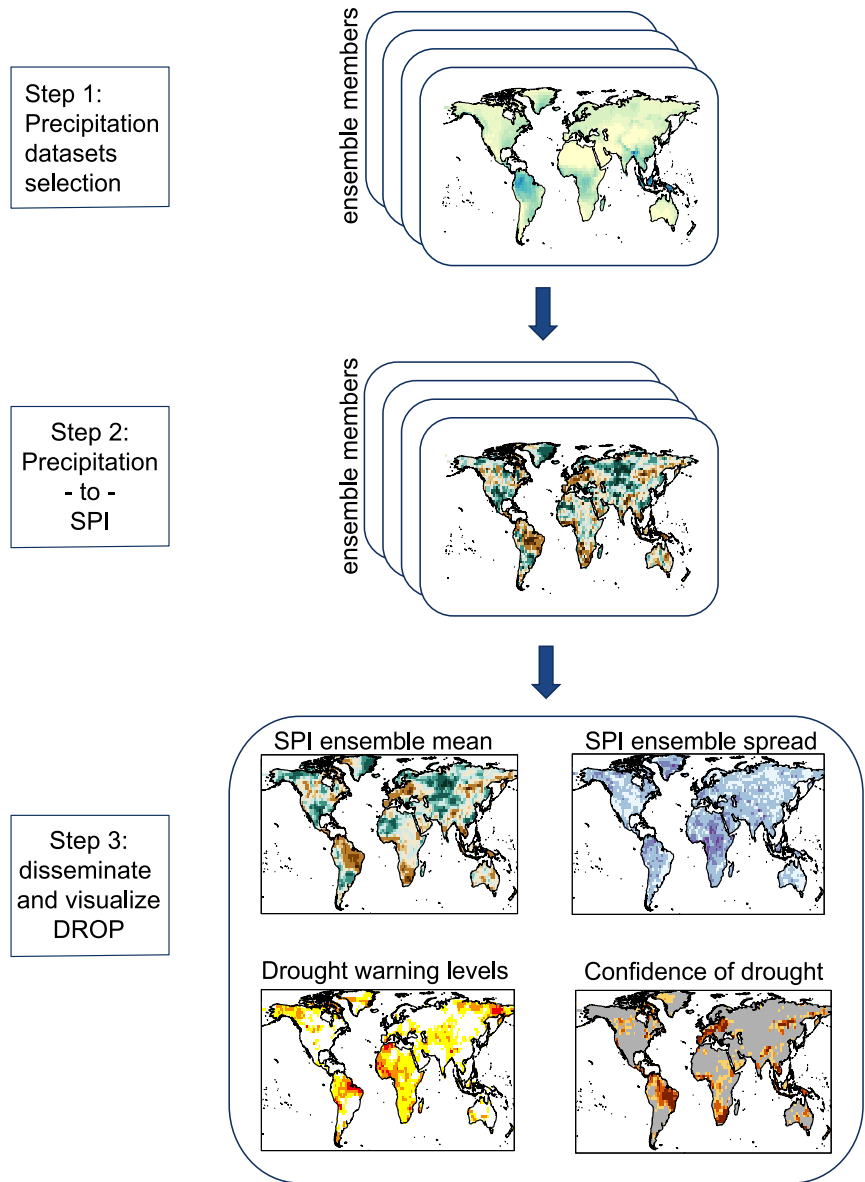 Step 1:
Precipitation
datasets
selection
ensemble members
Step 2:
Precipitation
- to -
SPI
ensemble members
Step 3:
disseminate
and visualize
DROP
SPI ensemble mean
SPI ensemble spread
Drought warning levels
Confidence of drought